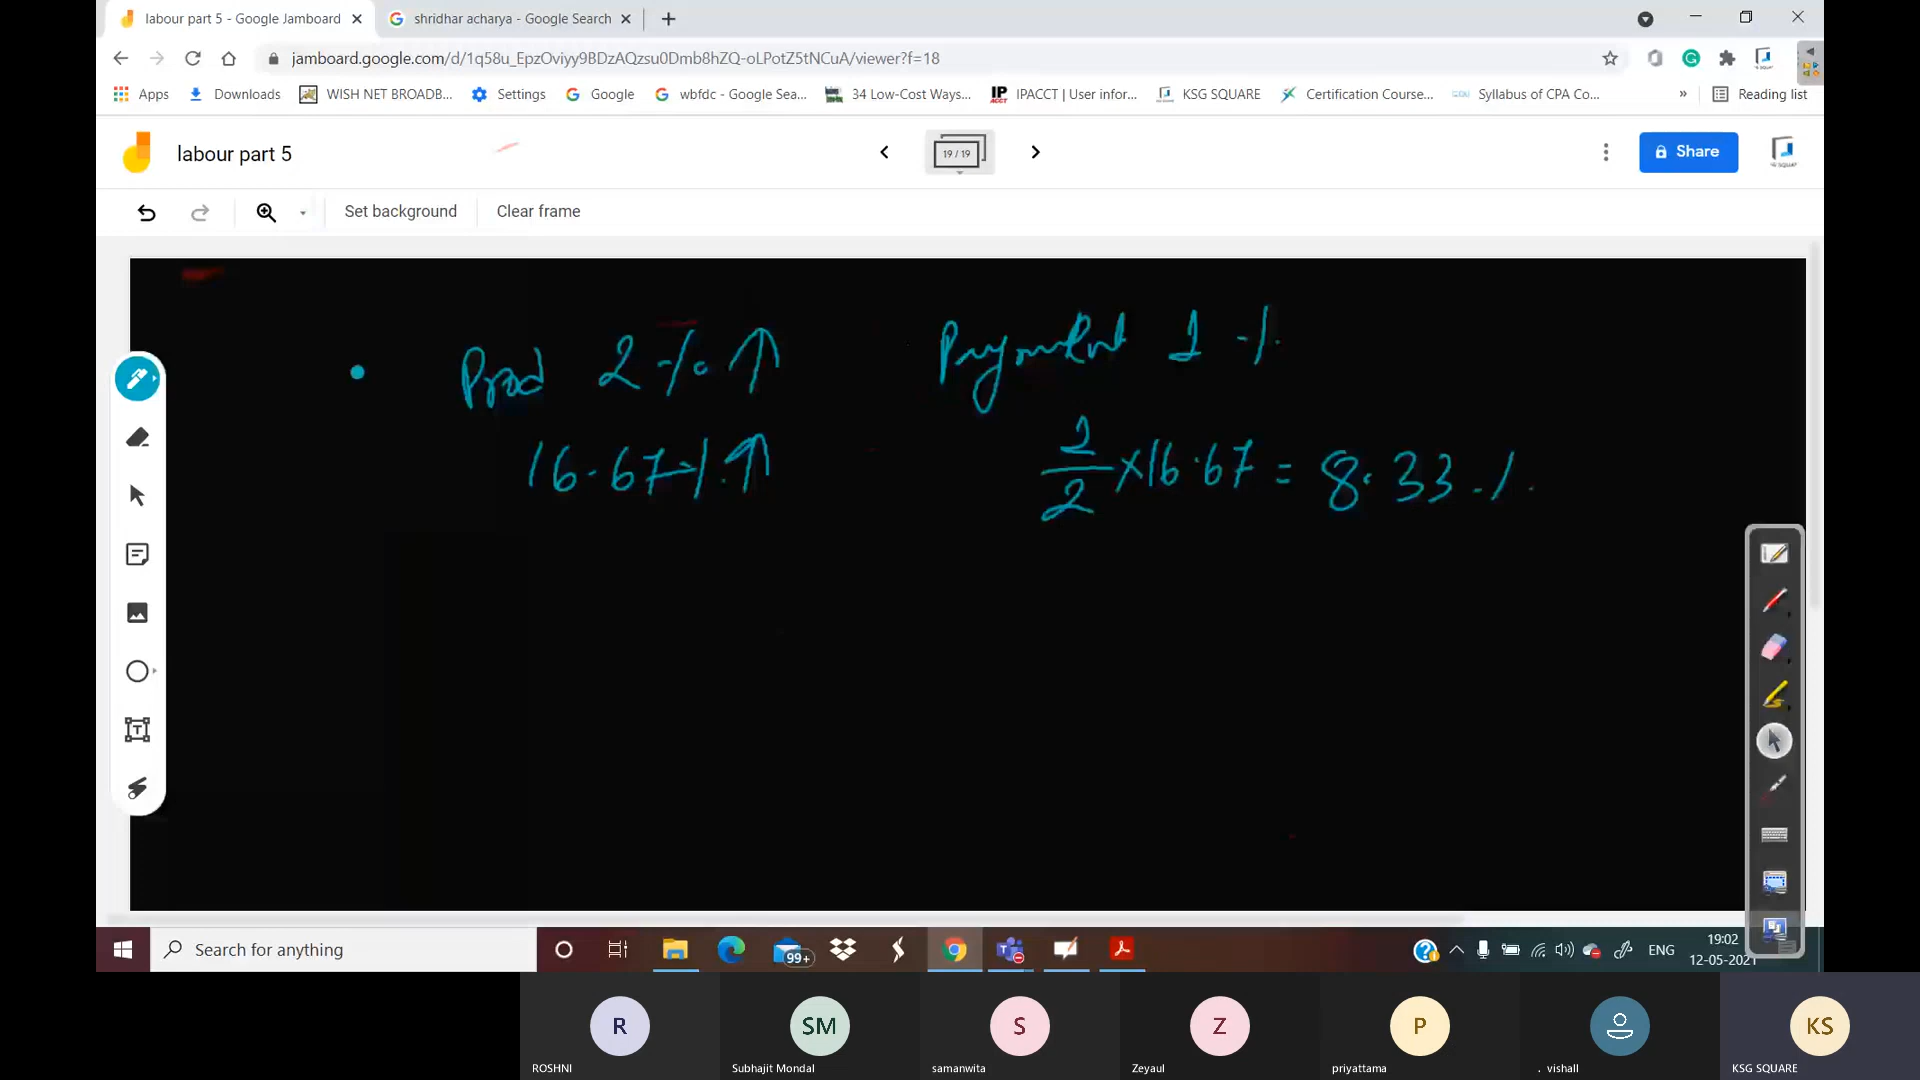 labour part 5 - Google Jamboard
shridhar acharya - Google Search
jamboard.google.com/d/1q58u_EpzOviyy9BDzAQzsu0Dmb8hZQ-oLPotZ5tNCuA/viewer?f=18
Apps Downloads WISH NET BROADB... Settings Google wbfdc - Google Sea... 34 Low-Cost Ways... IPACCT | User infor... KSG SQUARE Certification Course... Syllabus of CPA Co... » Reading list
labour part 5
19 / 19
Share
Set background Clear frame
Prod 2 % ↑ Payment 1 %
16.67 % ↑ 1/2 × 16.67 = 8.33 %
Search for anything
99+
ENG
19:02
12-05-2021
R SM S Z P KS
ROSHNI Subhajit Mondal samanwita Zeyaul priyattama . vishall KSG SQUARE